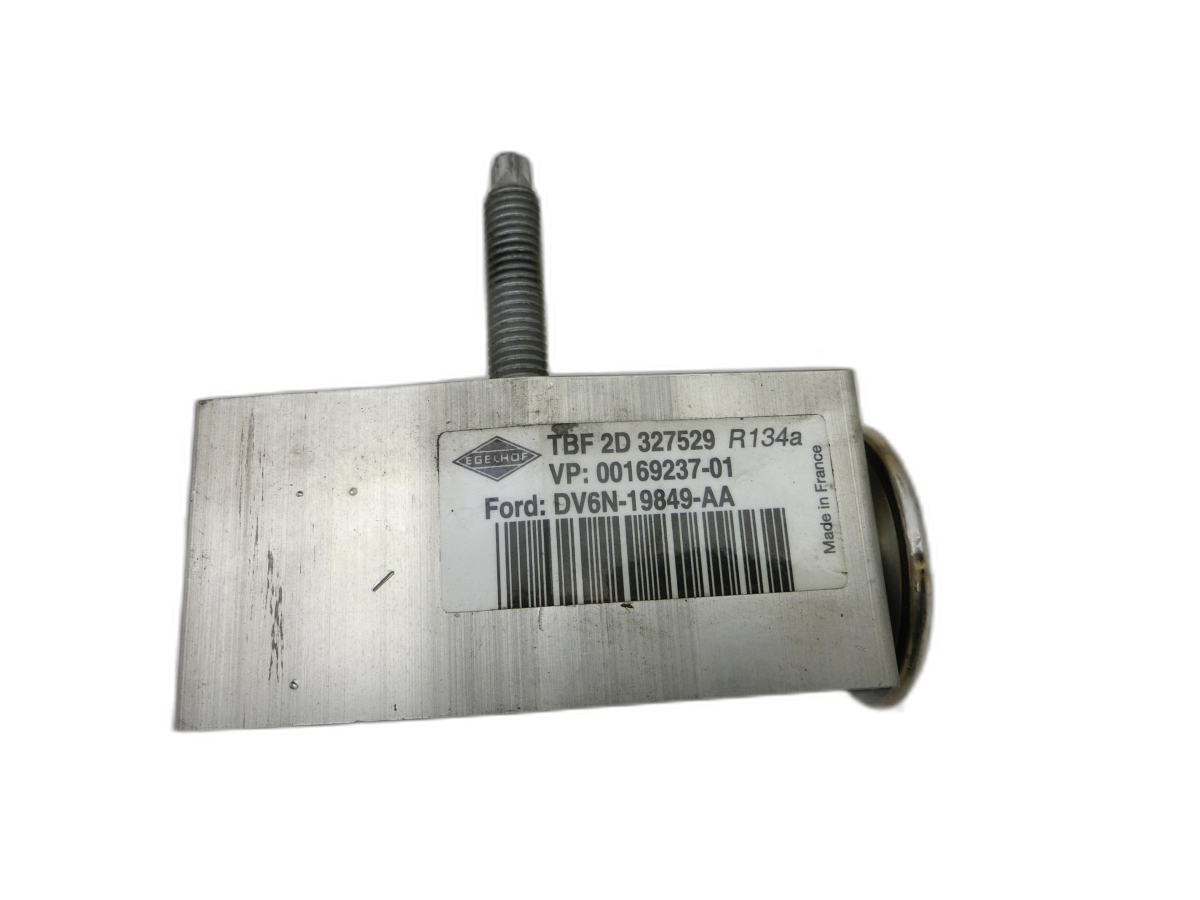 EGELHOF
TBF 2D 327529 R134a
VP: 00169237-01
Ford: DV6N-19849-AA
Made in France